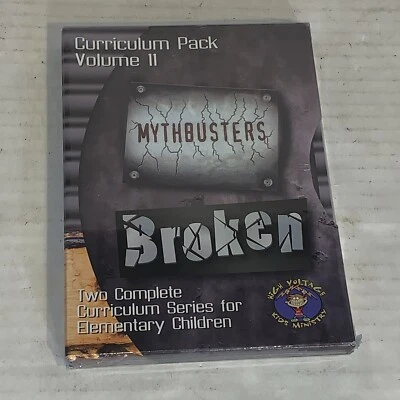 Curriculum Pack
Volume 11
MYTHBUSTERS
Broken
Two Complete
Curriculum Series for
Elementary Children
HIGH VOLTAGE
KIDS MINISTRY